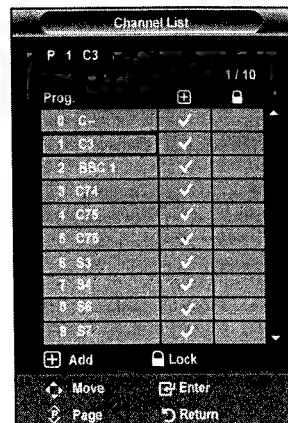 Channel List
P 1 C3
1 / 10
Prog.
0 C--
1 C3
2 BBC 1
3 C74
4 C75
5 C76
6 S3
7 S4
8 S6
9 S7
Add Lock
Move Enter
Page Return